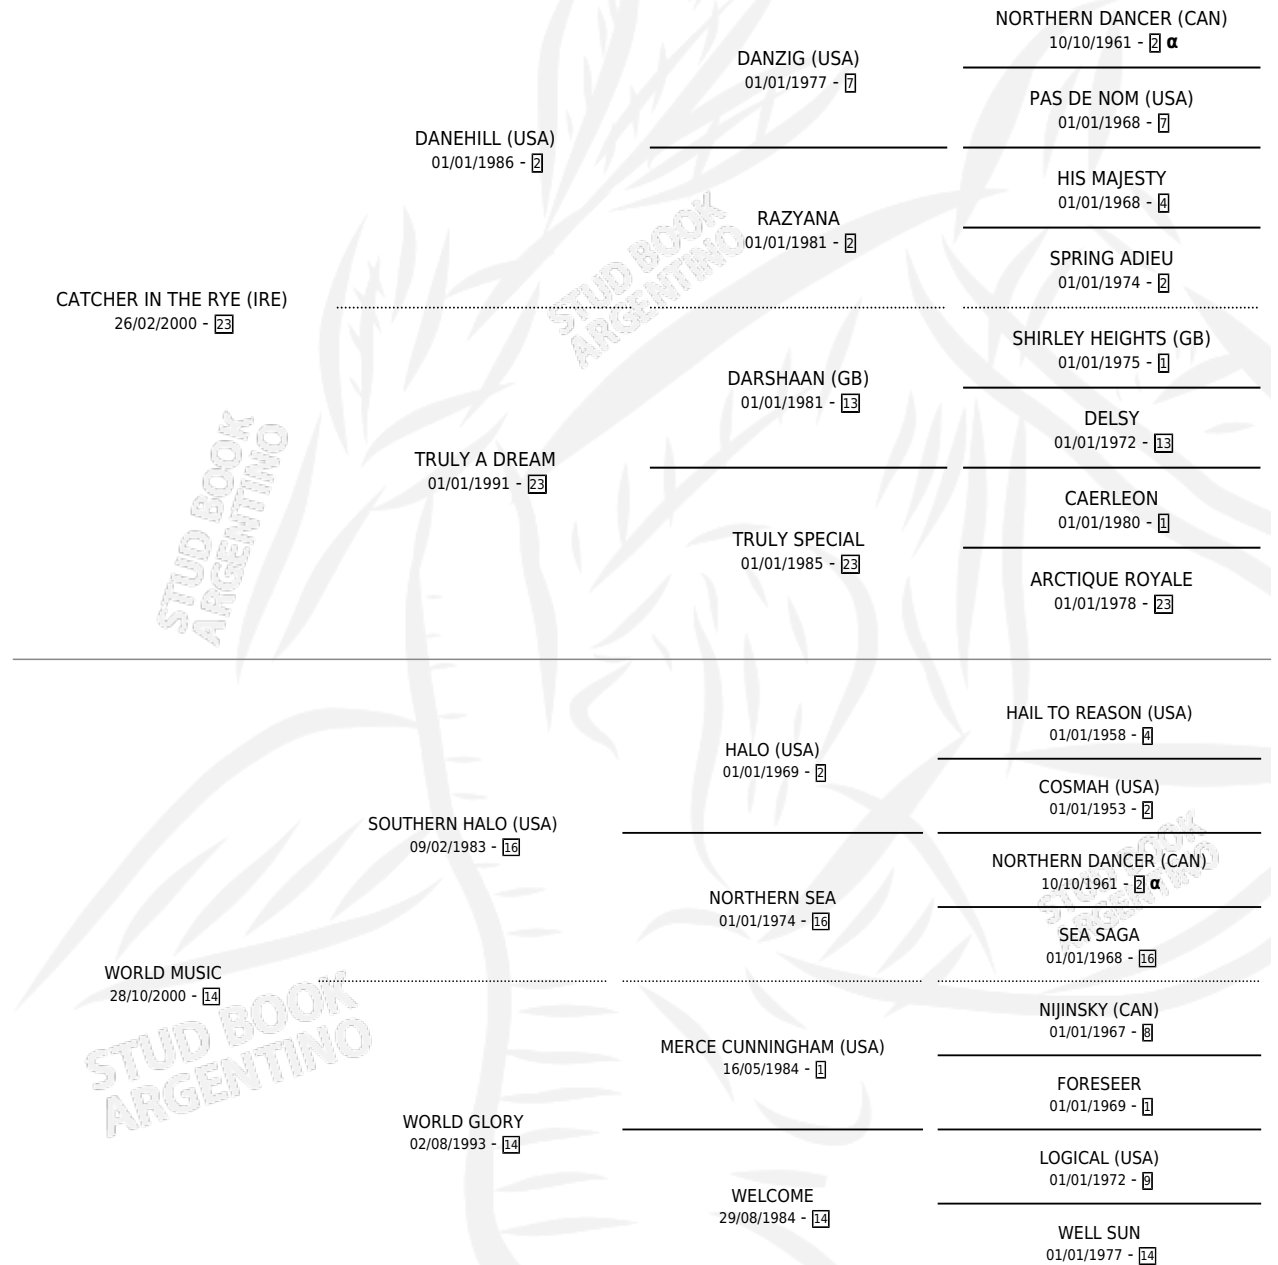 NORTHERN DANCER (CAN)
10/10/1961 - 2 α
DANZIG (USA)
01/01/1977 - 7
PAS DE NOM (USA)
01/01/1968 - 7
DANEHILL (USA)
01/01/1986 - 2
HIS MAJESTY
01/01/1968 - 4
RAZYANA
01/01/1981 - 2
SPRING ADIEU
01/01/1974 - 2
CATCHER IN THE RYE (IRE)
26/02/2000 - 23
SHIRLEY HEIGHTS (GB)
01/01/1975 - 1
DARSHAAN (GB)
01/01/1981 - 13
DELSY
01/01/1972 - 13
TRULY A DREAM
01/01/1991 - 23
CAERLEON
01/01/1980 - 1
TRULY SPECIAL
01/01/1985 - 23
ARCTIQUE ROYALE
01/01/1978 - 23
HAIL TO REASON (USA)
01/01/1958 - 4
HALO (USA)
01/01/1969 - 2
COSMAH (USA)
01/01/1953 - 2
SOUTHERN HALO (USA)
09/02/1983 - 16
NORTHERN DANCER (CAN)
10/10/1961 - 2 α
NORTHERN SEA
01/01/1974 - 16
SEA SAGA
01/01/1968 - 16
WORLD MUSIC
28/10/2000 - 14
NIJINSKY (CAN)
01/01/1967 - 8
MERCE CUNNINGHAM (USA)
16/05/1984 - 1
FORESEER
01/01/1969 - 1
WORLD GLORY
02/08/1993 - 14
LOGICAL (USA)
01/01/1972 - 9
WELCOME
29/08/1984 - 14
WELL SUN
01/01/1977 - 14
STUD BOOK
ARGENTINO
STUD BOOK
ARGENTINO
STUD BOOK
ARGENTINO
STUD BOOK
ARGENTINO